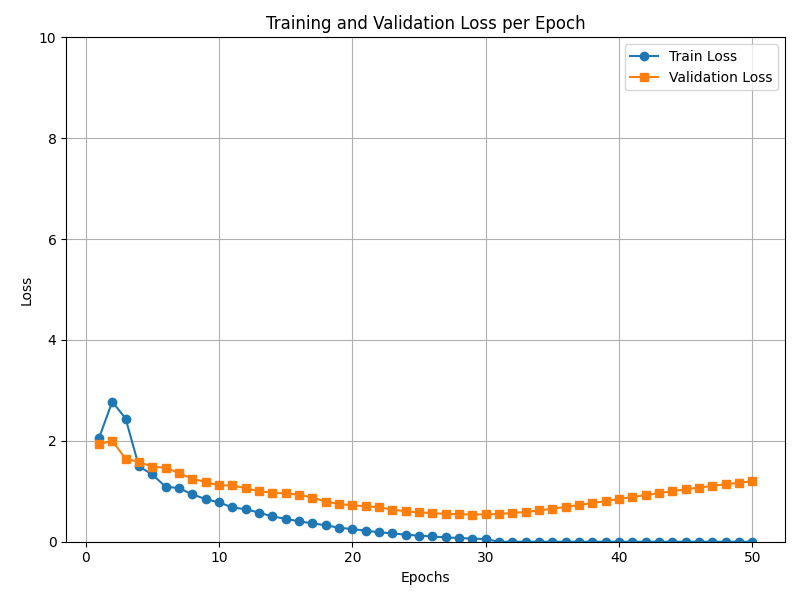 Training and Validation Loss per Epoch
Train Loss
Validation Loss
10
8
6
4
2
0
Loss
0 10 20 30 40 50
Epochs